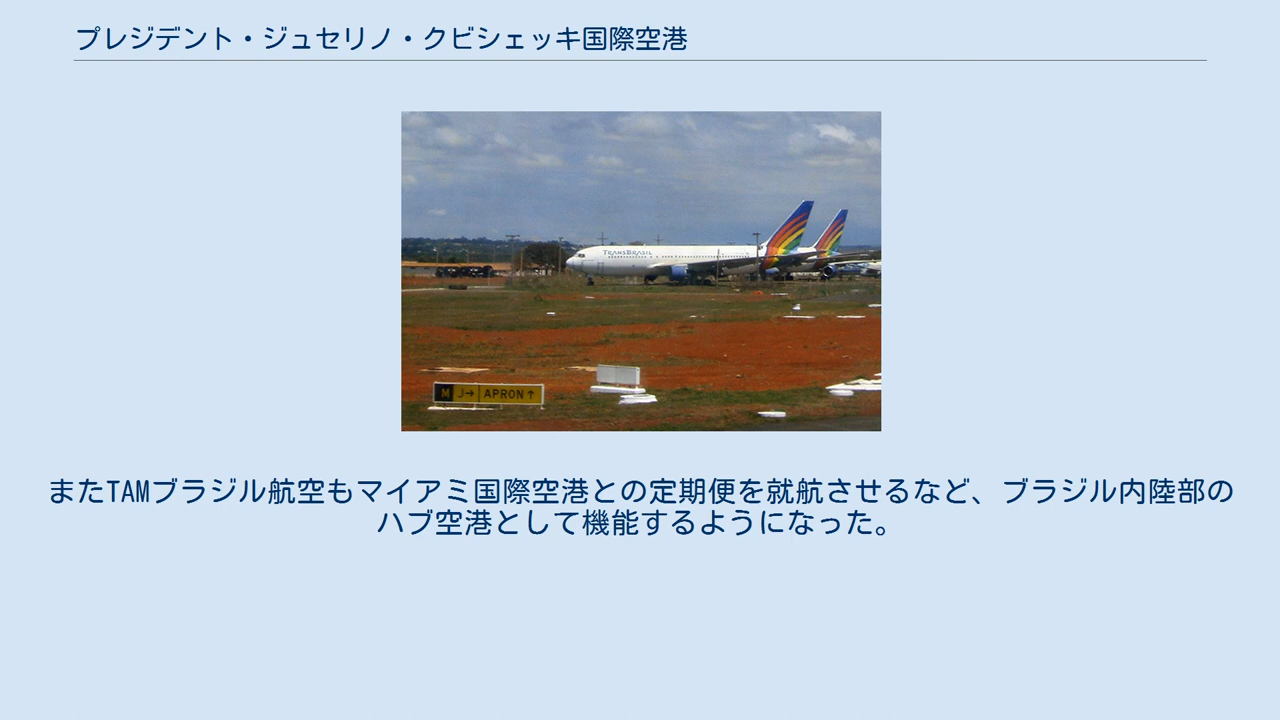 プレジデント・ジュセリノ・クビシェッキ国際空港
TRANSBRASIL
M J→ APRON↑
またTAMブラジル航空もマイアミ国際空港との定期便を就航させるなど、ブラジル内陸部の
ハブ空港として機能するようになった。